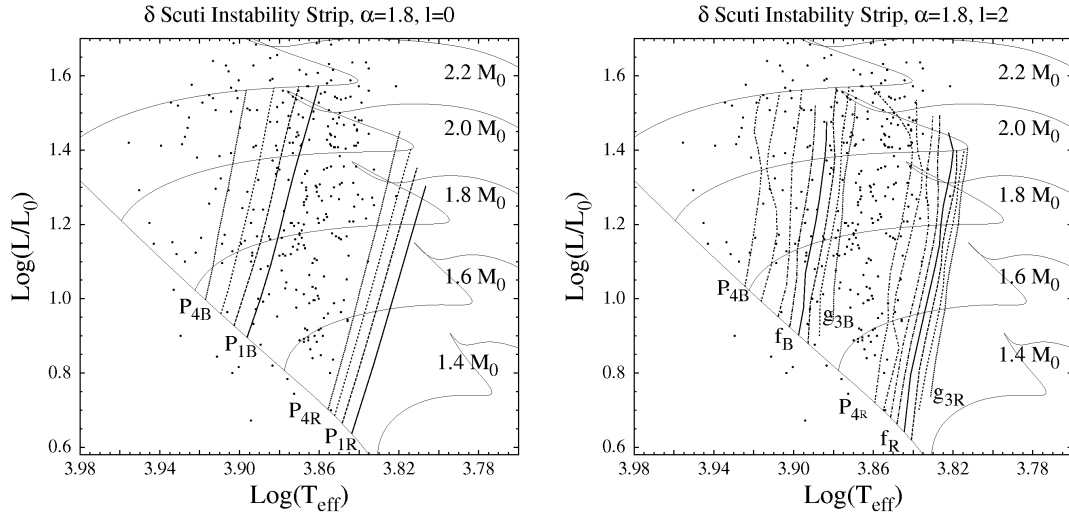 δ Scuti Instability Strip, α=1.8, l=0
1.6
1.4
1.2
1.0
0.8
0.6
Log(L/L0)
2.2 M0
2.0 M0
1.8 M0
1.6 M0
1.4 M0
P4B
P1B
P4R
P1R
3.98
3.94
3.90
3.86
3.82
3.78
Log(Teff)
δ Scuti Instability Strip, α=1.8, l=2
1.6
1.4
1.2
1.0
0.8
0.6
Log(L/L0)
2.2 M0
2.0 M0
1.8 M0
1.6 M0
1.4 M0
P4B
fB
g3B
P4R
fR
g3R
3.98
3.94
3.90
3.86
3.82
3.78
Log(Teff)